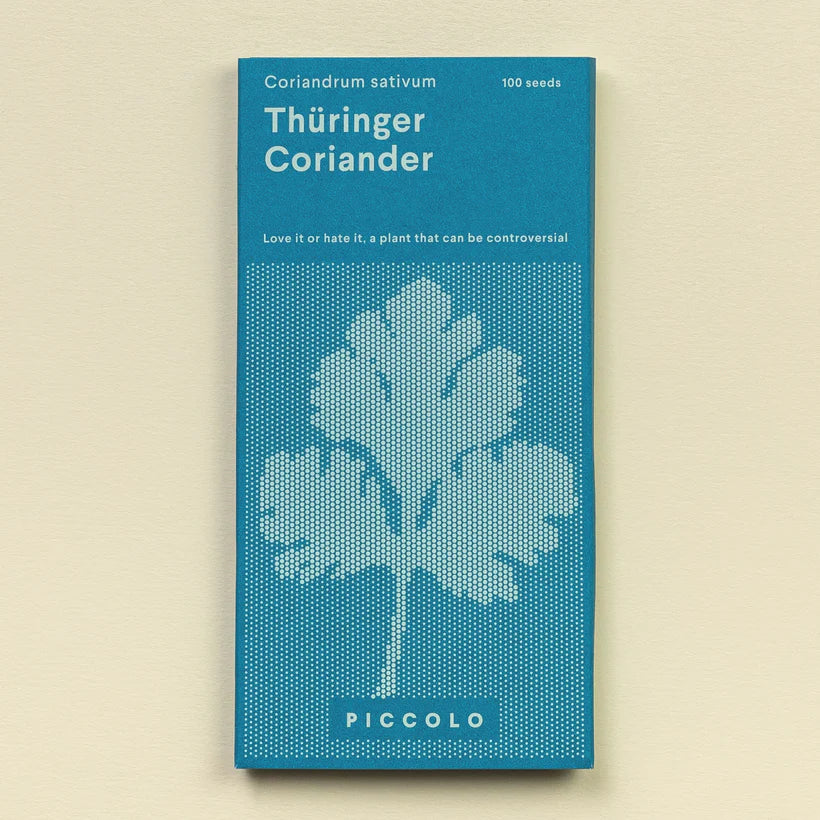 Coriandrum sativum
100 seeds
Thüringer
Coriander
Love it or hate it, a plant that can be controversial
PICCOLO